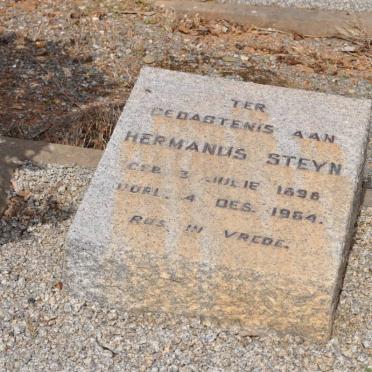 TER
GEDAGTENIS AAN
HERMANUS STEYN
GEB. 3 JULIE 1898
OORL. 4 DES. 1964.
RUS IN VREDE.